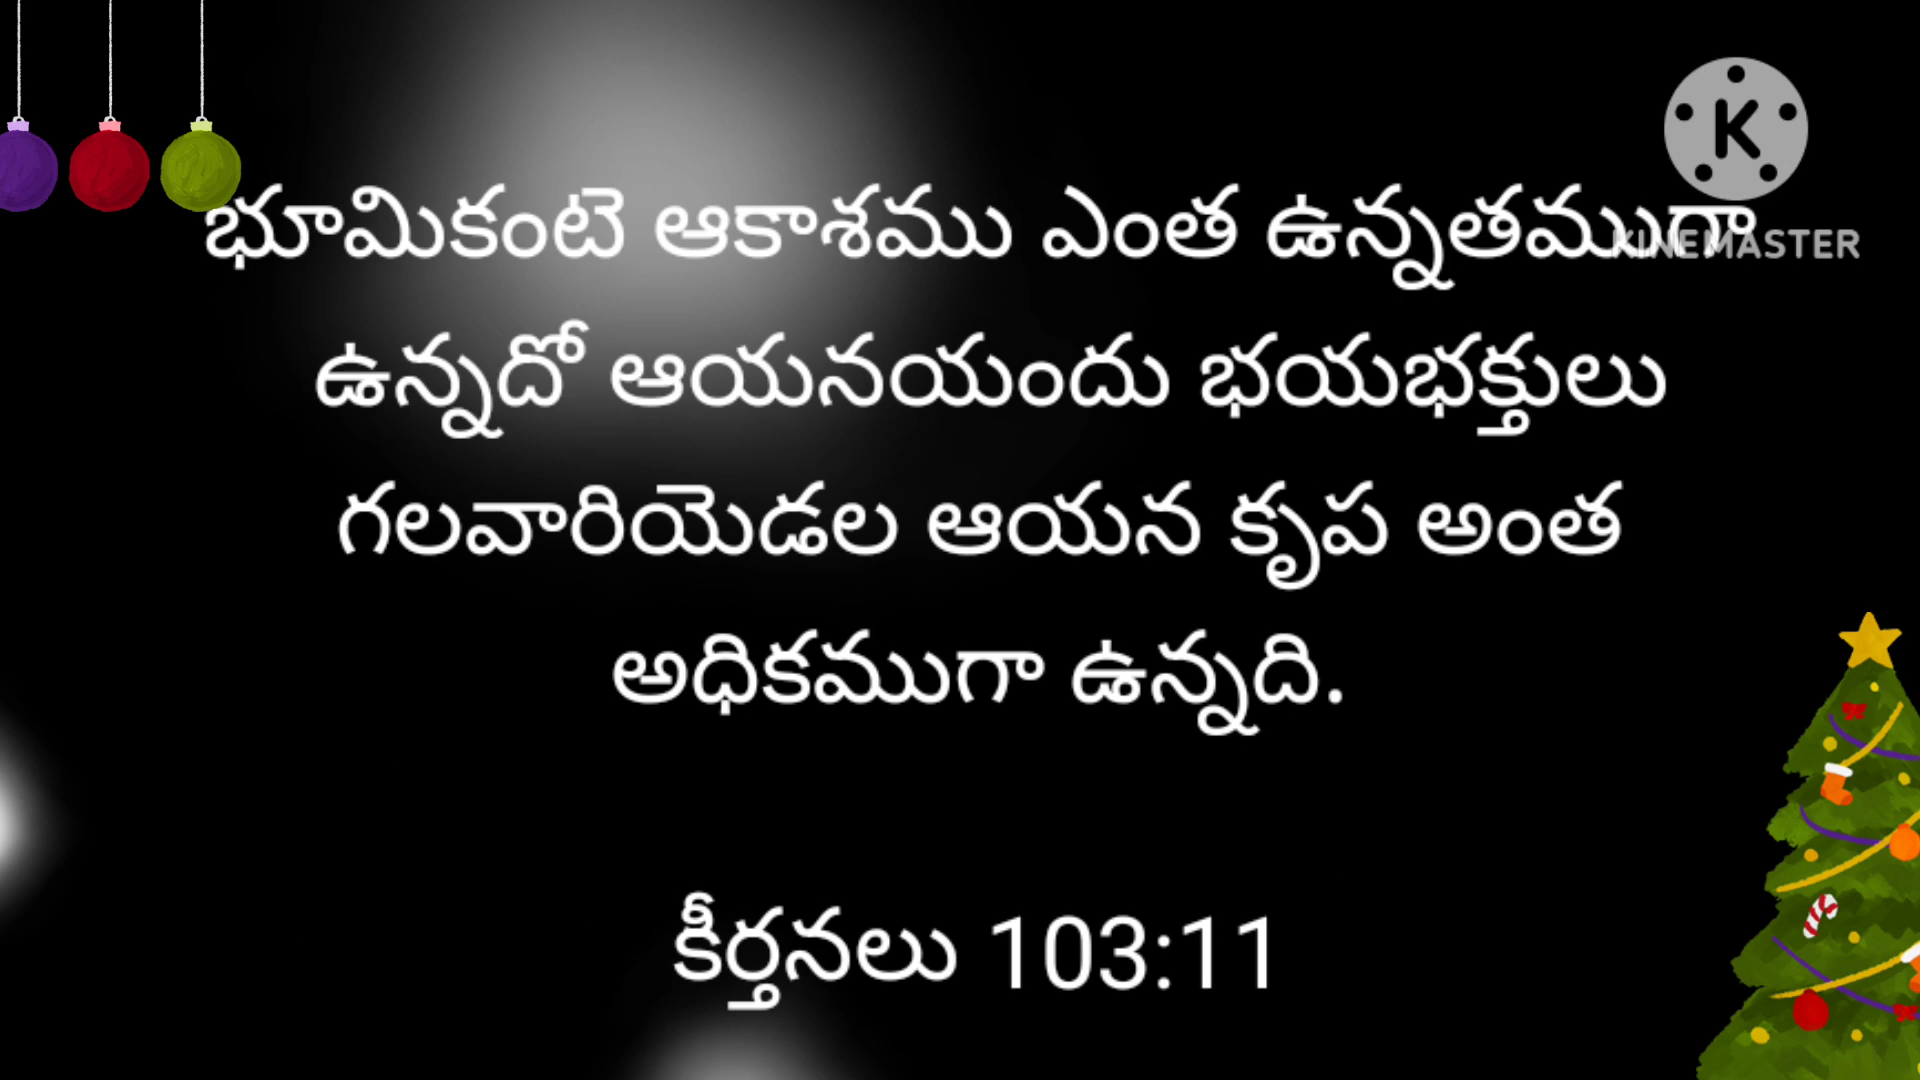 K
భూమికంటె ఆకాశము ఎంత ఉన్నతముగా
KINEMASTER
ఉన్నదో ఆయనయందు భయభక్తులు
గలవారియెడల ఆయన కృప అంత
అధికముగా ఉన్నది.
కీర్తనలు 103:11